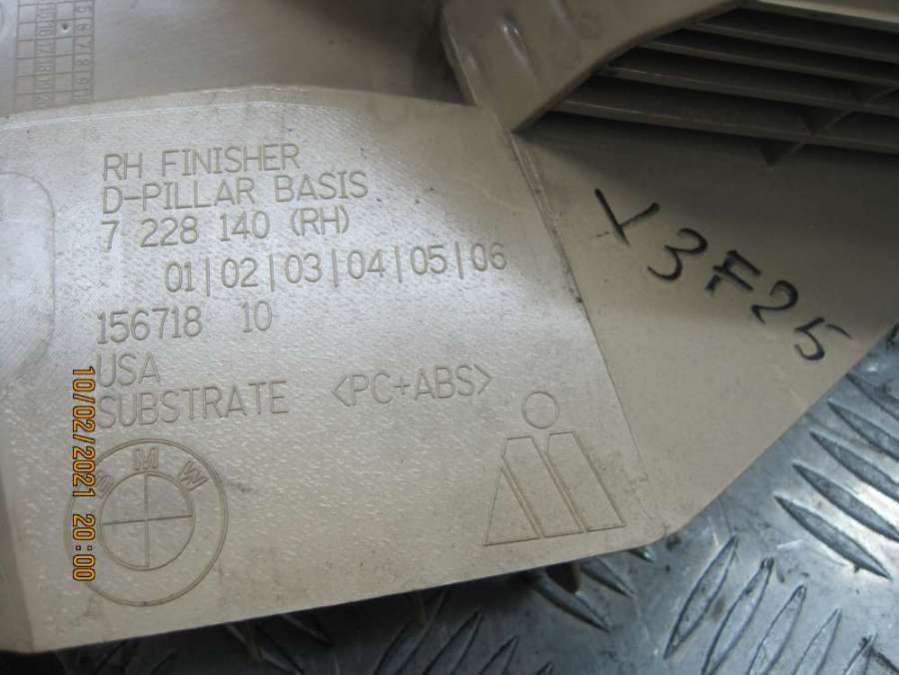 RH FINISHER
D-PILLAR BASIS
7 228 140 (RH)
01|02|03|04|05|06
156718 10
USA
SUBSTRATE <PC+ABS>
BMW
X3F25
10/02/2021 20:00